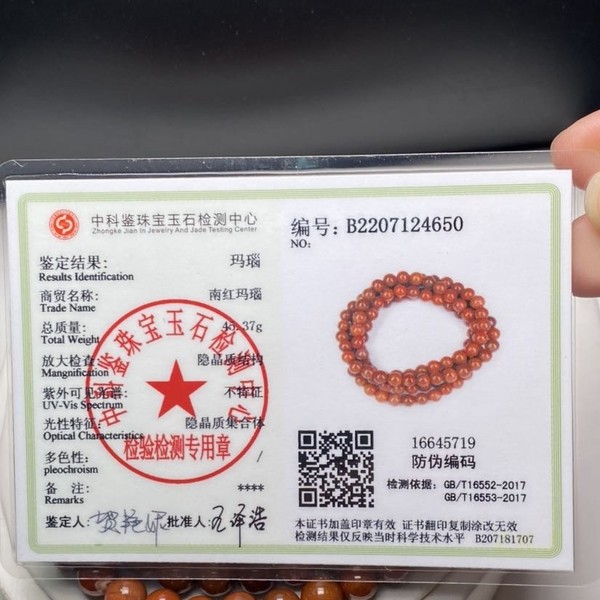 中科鉴珠宝玉石检测中心
Zhongke Jian In Jewelry And Jade Testing Center
编号: B2207124650
NO:
鉴定结果: 玛瑙
Results Identification
商贸名称: 南红玛瑙
Trade Name
总质量: 37g
Total Weight
放大检查: 隐晶质结构
Mangnification
紫外可见光谱: 不特征
UV-Vis Spectrum
光性特征: 隐晶质集合体
Optical Characteristics
多色性: /
pleochroism
备 注: ****
Remarks
鉴定人: 批准人: 王泽浩
中科鉴珠宝玉石检测中心
检验检测专用章
16645719
防伪编码
检测依据: GB/T16552-2017
GB/T16553-2017
本证书加盖印章有效 证书翻印复制涂改无效
检测结果仅反映当时科学技术水平 B207181707